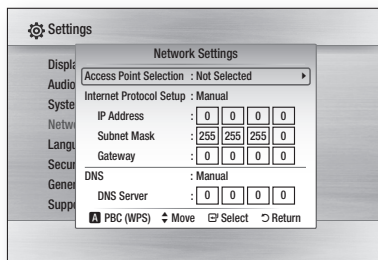 Settings
Network Settings
Access Point Selection : Not Selected
Internet Protocol Setup : Manual
IP Address : 0 0 0 0
Subnet Mask : 255 255 255 0
Gateway : 0 0 0 0
DNS : Manual
DNS Server : 0 0 0 0
A PBC (WPS) Move Select Return
Displa
Audio
Syste
Netw
Langu
Secur
Gener
Suppo